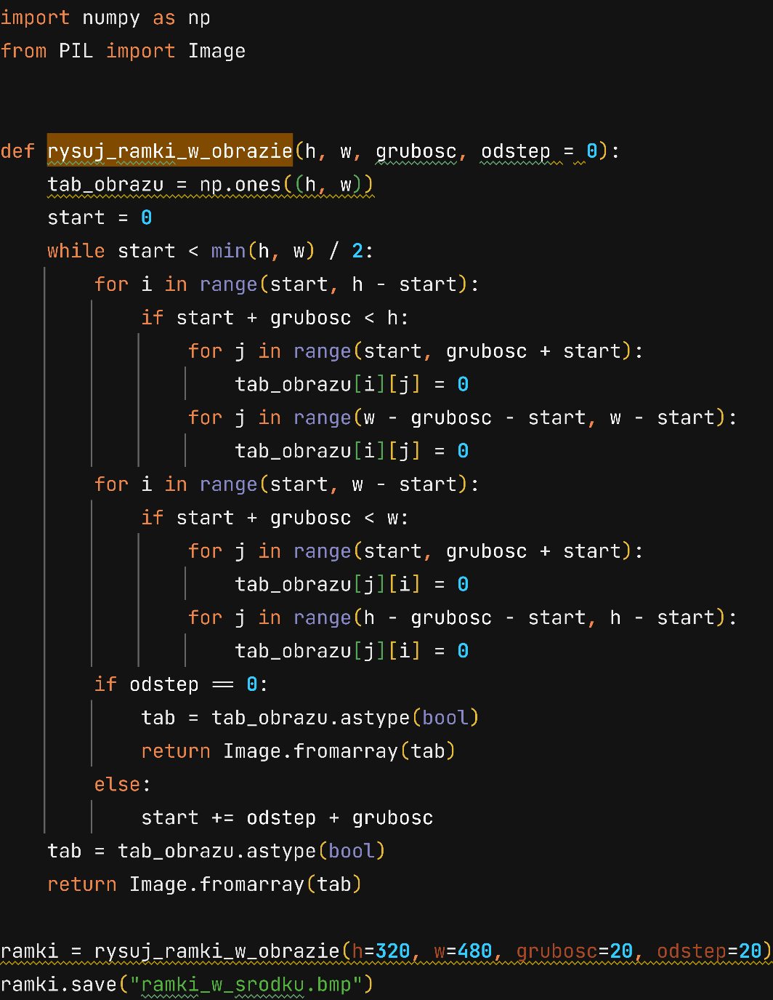 import numpy as np
from PIL import Image
def rysuj_ramki_w_obrazie(h, w, grubosc, odstep = 0):
    tab_obrazu = np.ones((h, w))
    start = 0
    while start < min(h, w) / 2:
        for i in range(start, h - start):
            if start + grubosc < h:
                for j in range(start, grubosc + start):
                    tab_obrazu[i][j] = 0
                for j in range(w - grubosc - start, w - start):
                    tab_obrazu[i][j] = 0
        for i in range(start, w - start):
            if start + grubosc < w:
                for j in range(start, grubosc + start):
                    tab_obrazu[j][i] = 0
                for j in range(h - grubosc - start, h - start):
                    tab_obrazu[j][i] = 0
        if odstep == 0:
            tab = tab_obrazu.astype(bool)
            return Image.fromarray(tab)
        else:
            start += odstep + grubosc
    tab = tab_obrazu.astype(bool)
    return Image.fromarray(tab)
ramki = rysuj_ramki_w_obrazie(h=320, w=480, grubosc=20, odstep=20)
ramki.save("ramki_w_srodku.bmp")